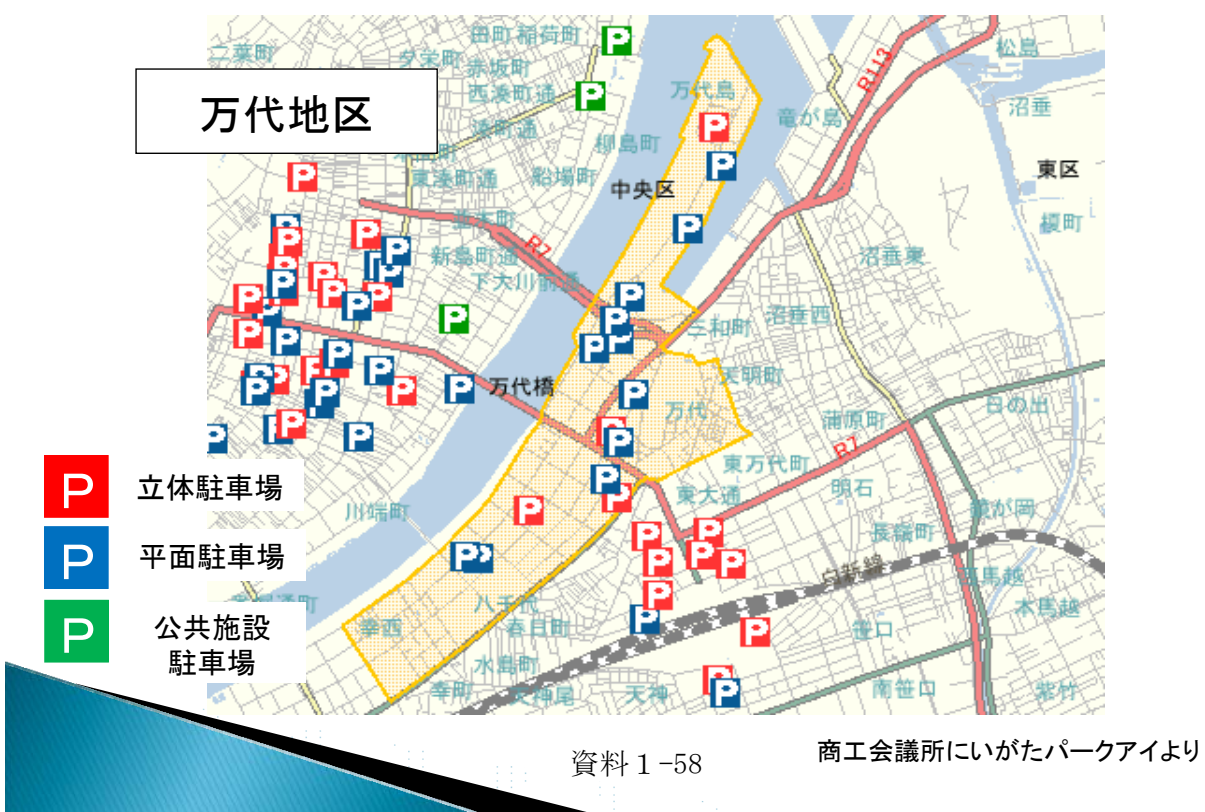 万代地区
二葉町
田町
稲荷町
夕栄町
赤坂町
西湊町通
湊町通
東湊町通
船場町
柳島町
万代島
竜が島
松島
沼垂
R113
中央区
東区
榎町
新島町通
R7
下大川前通
沼垂東
三和町
沼垂西
天明町
万代橋
万代
蒲原町
日の出
R7
東万代町
東大通
明石
川端町
長嶺町
鏡が岡
白新線
馬越
八千代
本馬越
幸西
春日町
笹口
水島町
幸町
天神尾
天神
南笹口
紫竹
P 立体駐車場
P 平面駐車場
P 公共施設
駐車場
資料1-58
商工会議所にいがたパークアイより